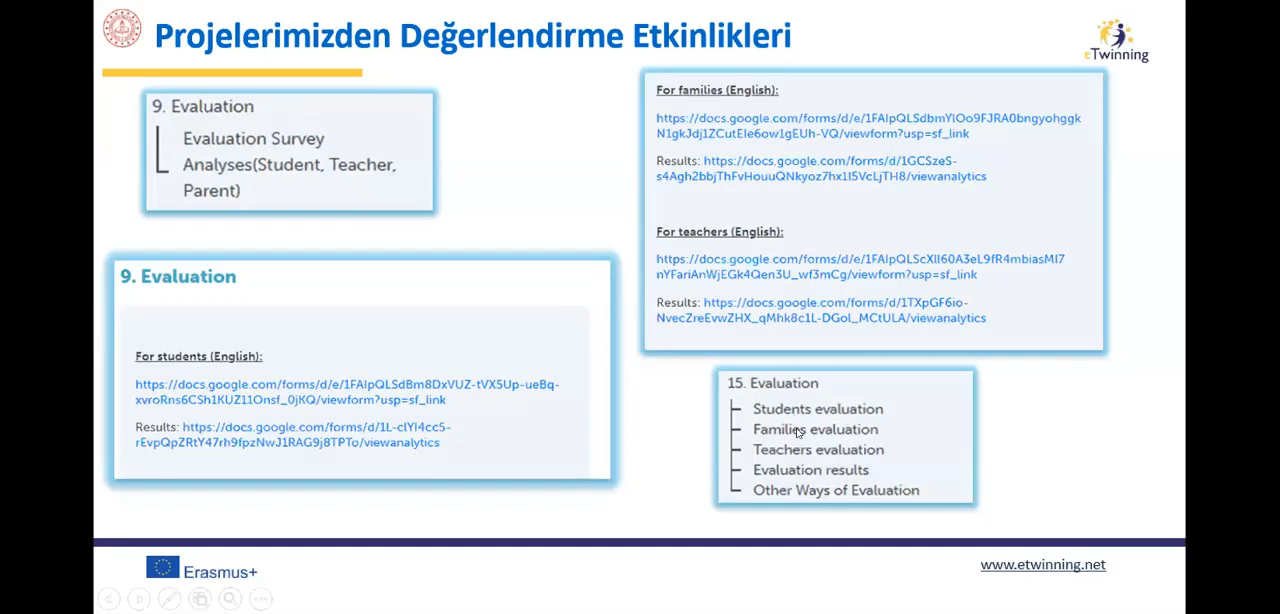 Projelerimizden Değerlendirme Etkinlikleri
eTwinning
9. Evaluation
Evaluation Survey
Analyses(Student, Teacher,
Parent)
9. Evaluation
For students (English):
https://docs.google.com/forms/d/e/1FAIpQLSdBm8DxVUZ-tVX5Up-ueBq-
xvroRns6CSh1KUZ11Onsf_0jKQ/viewform?usp=sf_link
Results: https://docs.google.com/forms/d/1L-cIYI4cc5-
rEvpQpZRtY47rh9fpzNwJ1RAG9j8TPTo/viewanalytics
For families (English):
https://docs.google.com/forms/d/e/1FAIpQLSdbmYlOo9FJRA0bngyohggk
N1gkJdj1ZCutEIe6ow1gEUh-VQ/viewform?usp=sf_link
Results: https://docs.google.com/forms/d/1GCSzeS-
s4Agh2bbjThFvHouuQNkyoz7hx1I5VcLjTH8/viewanalytics
For teachers (English):
https://docs.google.com/forms/d/e/1FAIpQLScXII60A3eL9fR4mbiasMI7
nYFariAnWjEGk4Qen3U_wf3mCg/viewform?usp=sf_link
Results: https://docs.google.com/forms/d/1TXpGF6io-
NvecZreEvwZHX_qMhk8c1L-DGol_MCtULA/viewanalytics
15. Evaluation
Students evaluation
Families evaluation
Teachers evaluation
Evaluation results
Other Ways of Evaluation
Erasmus+
www.etwinning.net